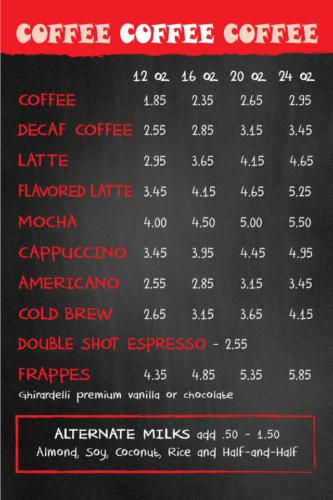 COFFEE COFFEE COFFEE
12 oz 16 oz 20 oz 24 oz
COFFEE 1.85 2.35 2.65 2.95
DECAF COFFEE 2.55 2.85 3.15 3.45
LATTE 2.95 3.65 4.15 4.65
FLAVORED LATTE 3.45 4.15 4.65 5.25
MOCHA 4.00 4.50 5.00 5.50
CAPPUCCINO 3.45 3.95 4.45 4.95
AMERICANO 2.55 2.85 3.15 3.45
COLD BREW 2.65 3.15 3.65 4.15
DOUBLE SHOT ESPRESSO - 2.55
FRAPPES 4.35 4.85 5.35 5.85
Ghirardelli premium vanilla or chocolate
ALTERNATE MILKS add .50 - 1.50
Almond, Soy, Coconut, Rice and Half-and-Half